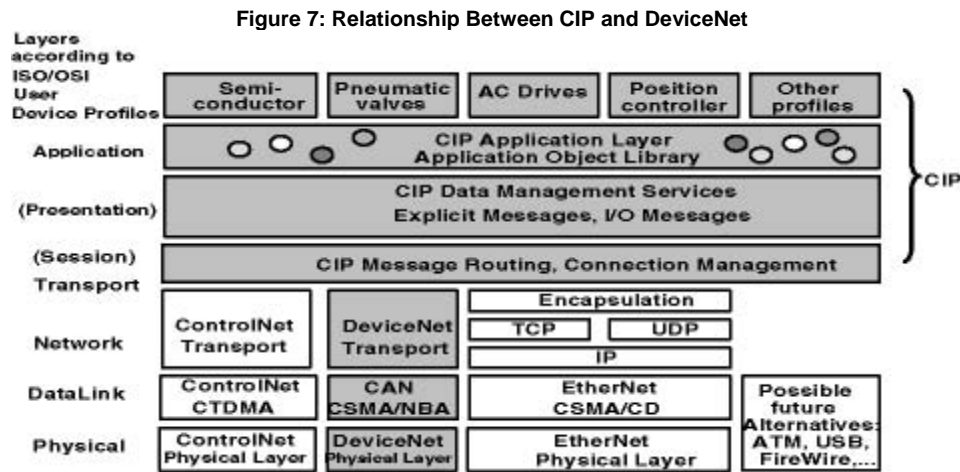 Figure 7: Relationship Between CIP and DeviceNet
Layers
according to
ISO/OSI
User
Device Profiles
Semi-
conductor
Pneumatic
valves
AC Drives
Position
controller
Other
profiles
Application
CIP Application Layer
Application Object Library
CIP
(Presentation)
CIP Data Management Services
Explicit Messages, I/O Messages
(Session)
CIP Message Routing, Connection Management
Transport
Encapsulation
ControlNet
Transport
DeviceNet
Transport
TCP
UDP
Network
IP
DataLink
ControlNet
CTDMA
CAN
CSMA/NBA
EtherNet
CSMA/CD
Possible
future
Alternatives:
ATM, USB,
FireWire,...
Physical
ControlNet
Physical Layer
DeviceNet
Physical Layer
EtherNet
Physical Layer